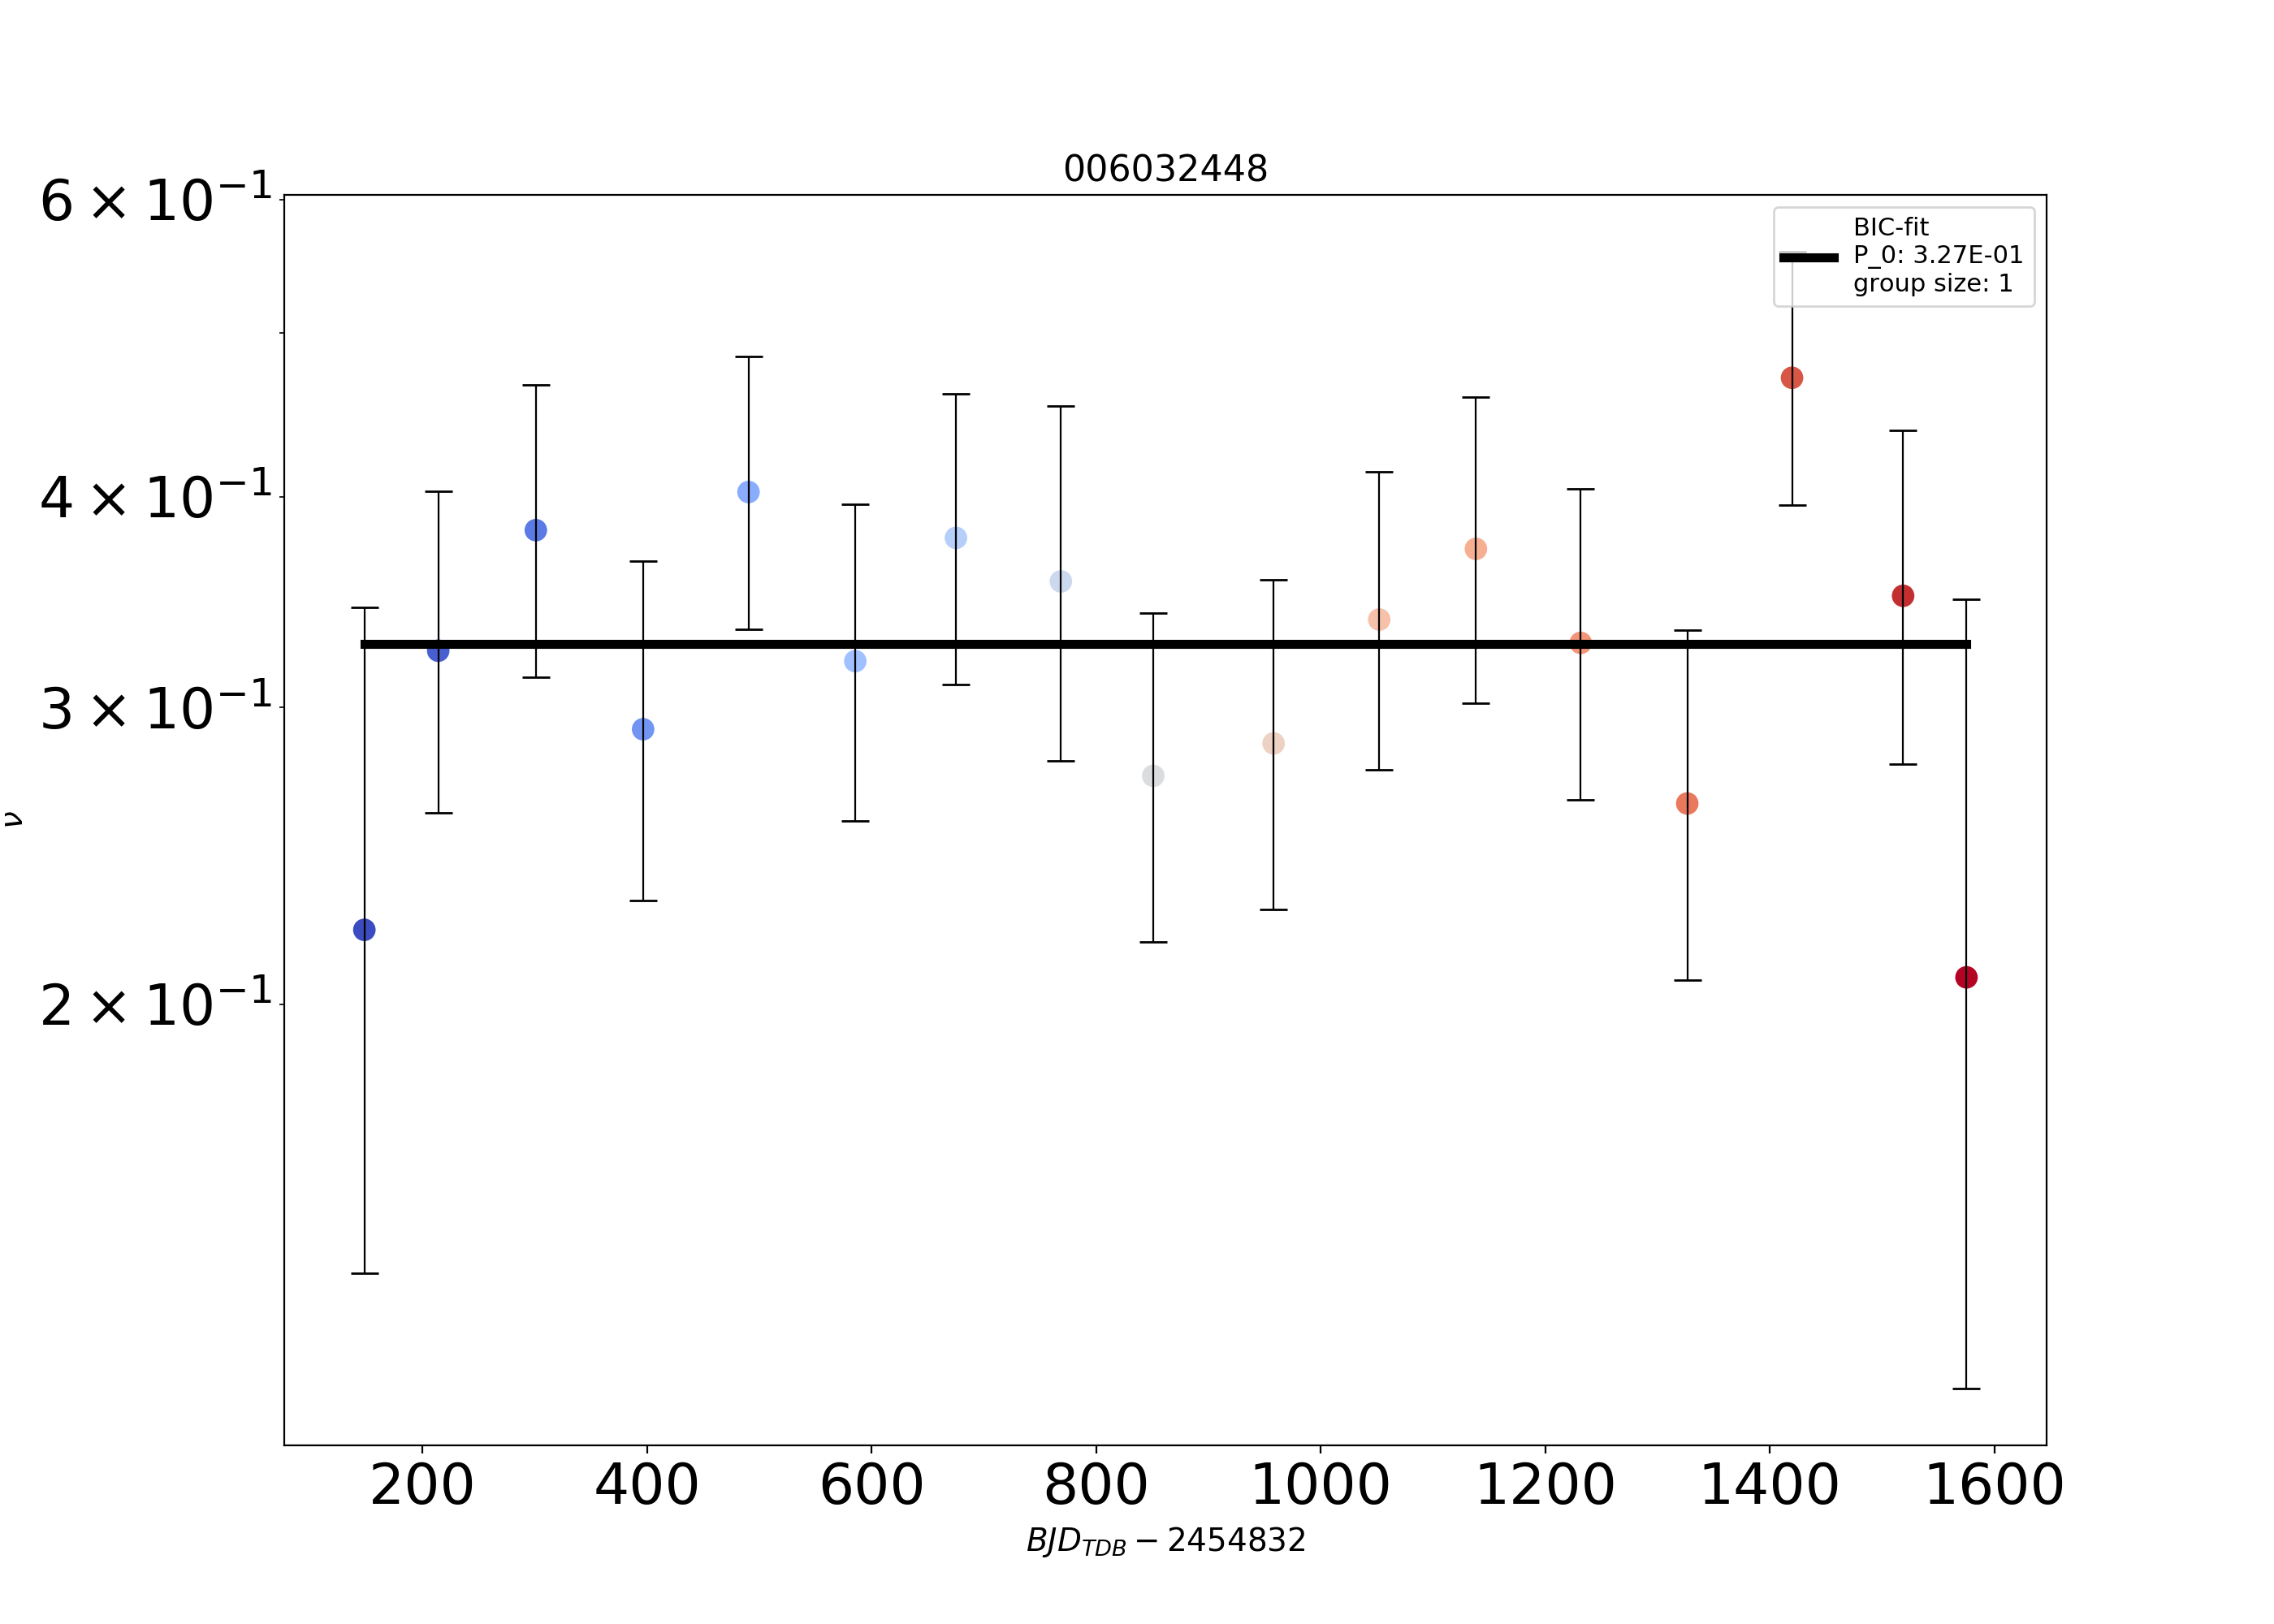 006032448
6 × 10⁻¹
4 × 10⁻¹
3 × 10⁻¹
2 × 10⁻¹
ν
BIC-fit
P_0: 3.27E-01
group size: 1
200 400 600 800 1000 1200 1400 1600
BJD_TDB − 2454832